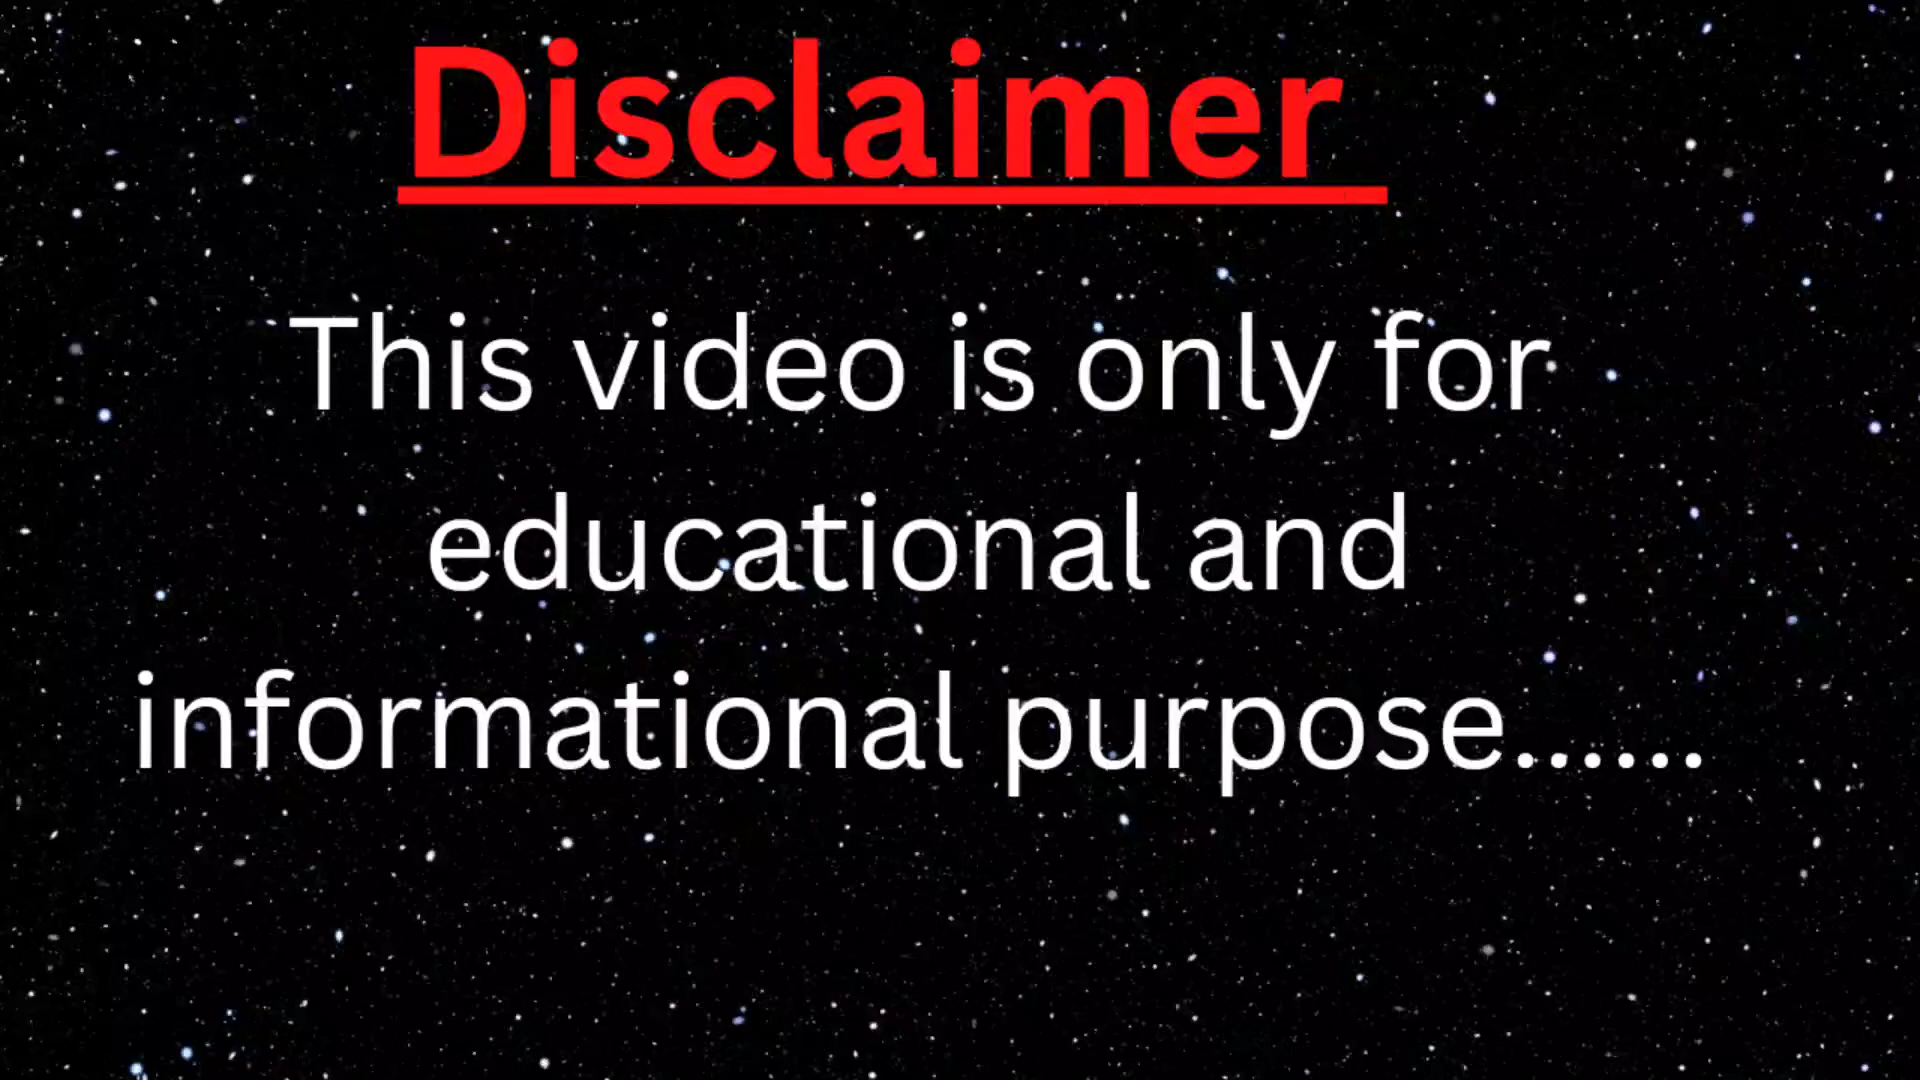 Disclaimer
This video is only for
educational and
informational purpose......